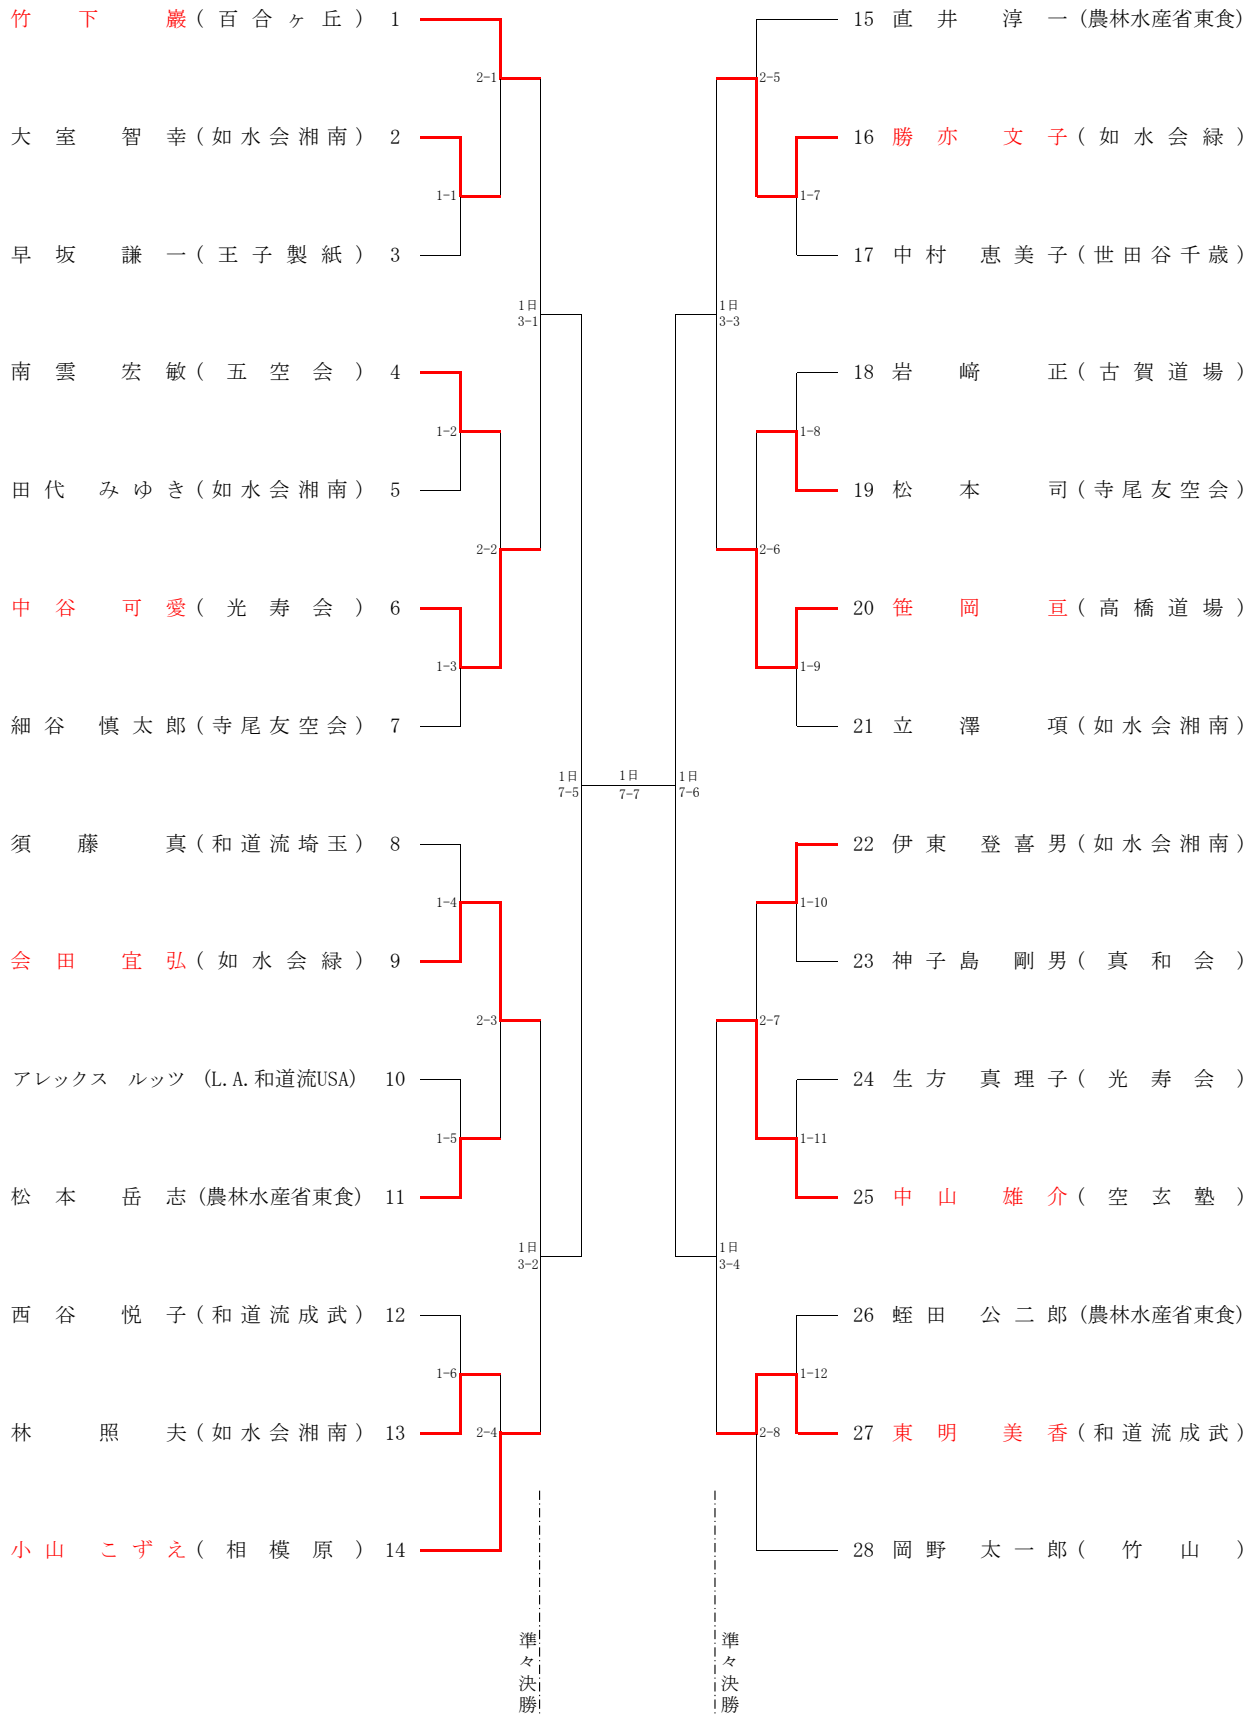 竹下 巖(百合ヶ丘) 1
2-1
大室 智幸(如水会湘南) 2
1-1
早坂 謙一(王子製紙) 3
1日
3-1
南雲 宏敏(五空会) 4
1-2
田代 みゆき(如水会湘南) 5
2-2
中谷 可愛(光寿会) 6
1-3
細谷 慎太郎(寺尾友空会) 7
1日
7-5
須藤 真(和道流埼玉) 8
1-4
会田 宜弘(如水会緑) 9
2-3
アレックス ルッツ (L.A.和道流USA) 10
1-5
松本 岳志(農林水産省東食) 11
1日
3-2
西谷 悦子(和道流成武) 12
1-6
林 照夫(如水会湘南) 13
2-4
小山 こずえ(相模原) 14
準々決勝
1日
7-7
15 直井 淳一(農林水産省東食)
2-5
16 勝亦 文子(如水会緑)
1-7
17 中村 恵美子(世田谷千歳)
1日
3-3
18 岩﨑 正(古賀道場)
1-8
19 松本 司(寺尾友空会)
2-6
20 笹岡 亘(高橋道場)
1-9
21 立澤 項(如水会湘南)
1日
7-6
22 伊東 登喜男(如水会湘南)
1-10
23 神子島 剛男(真和会)
2-7
24 生方 真理子(光寿会)
1-11
25 中山 雄介(空玄塾)
1日
3-4
26 蛭田 公二郎(農林水産省東食)
1-12
27 東明 美香(和道流成武)
2-8
28 岡野 太一郎(竹山)
準々決勝